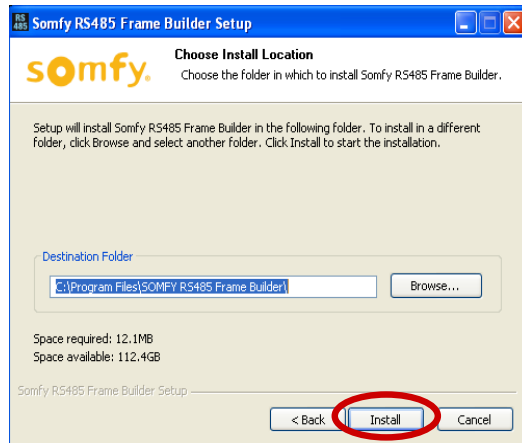 RS
485
Somfy RS485 Frame Builder Setup
somfy.
Choose Install Location
Choose the folder in which to install Somfy RS485 Frame Builder.
Setup will install Somfy RS485 Frame Builder in the following folder. To install in a different
folder, click Browse and select another folder. Click Install to start the installation.
Destination Folder
C:\Program Files\SOMFY RS485 Frame Builder\
Browse...
Space required: 12.1MB
Space available: 112.4GB
Somfy RS485 Frame Builder Setup
< Back
Install
Cancel